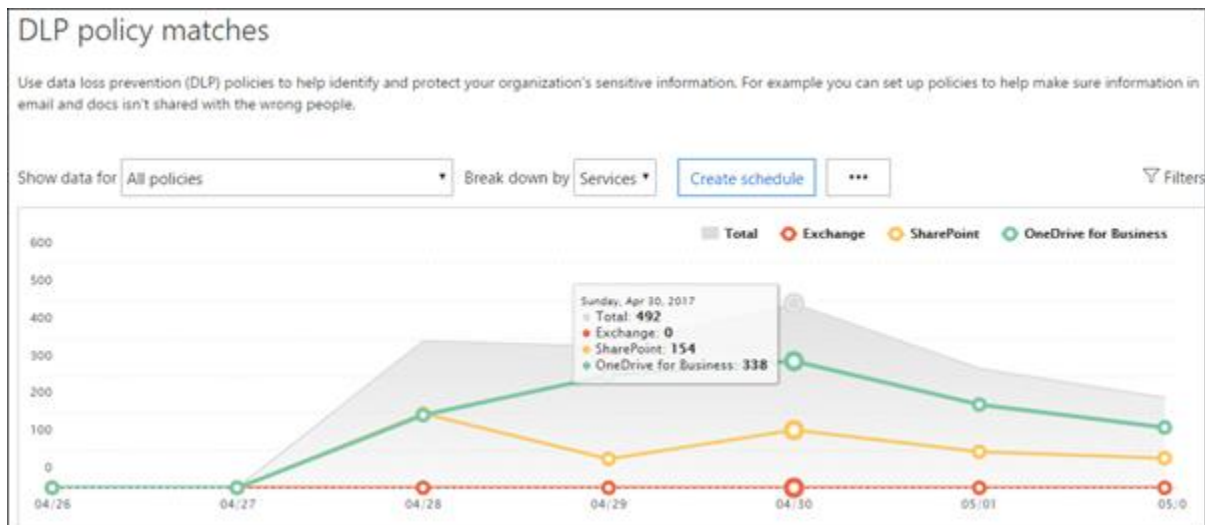 DLP policy matches
Use data loss prevention (DLP) policies to help identify and protect your organization's sensitive information. For example you can set up policies to help make sure information in
email and docs isn't shared with the wrong people.
Show data for All policies Break down by Services Create schedule ••• Filters
Total Exchange SharePoint OneDrive for Business
600
500
400
300
200
100
0
Sunday, Apr 30, 2017
Total: 492
Exchange: 0
SharePoint: 154
OneDrive for Business: 338
04/26 04/27 04/28 04/29 04/30 05/01 05/0